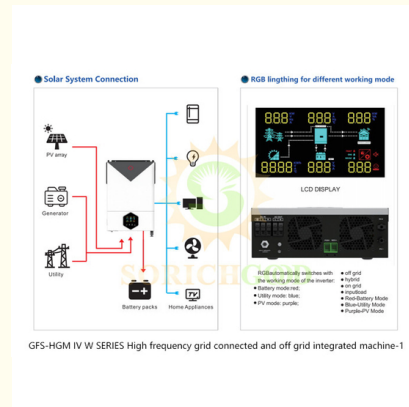 Solar System Connection
RGB lingthing for different working mode
PV array
Generator
Utility
Battery packs
Home Appliances
TV
LCD DISPLAY
RGBautomatically switches with
the working mode of the inverter:
● Battery mode:red;
● Utility mode: blue;
● PV mode: purple;
● off grid
● hybrid
● on grid
● inputload
● Red-Battery Mode
● Blue-Utility Mode
● Purple-PV Mode
GFS-HGM IV W SERIES High frequency grid connected and off grid integrated machine-1